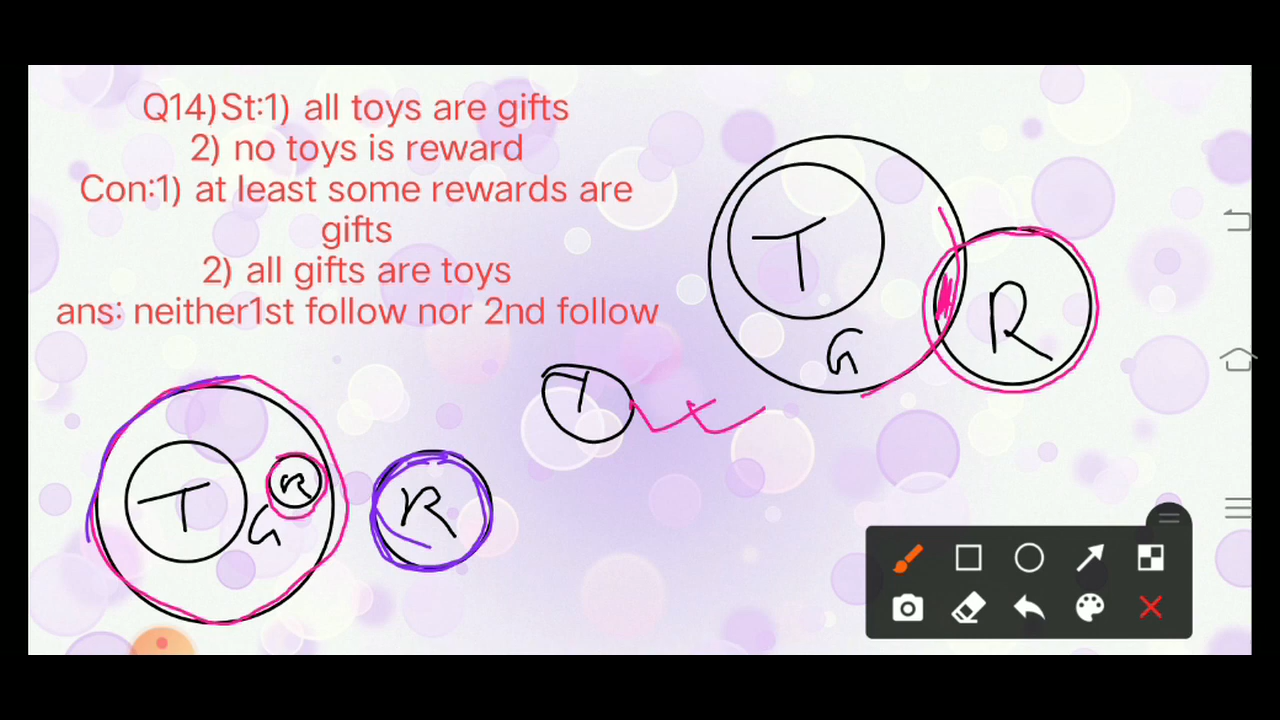 Q14)St:1) all toys are gifts
2) no toys is reward
Con:1) at least some rewards are
gifts
2) all gifts are toys
ans: neither1st follow nor 2nd follow
T
G
R
T
T
R
G
R